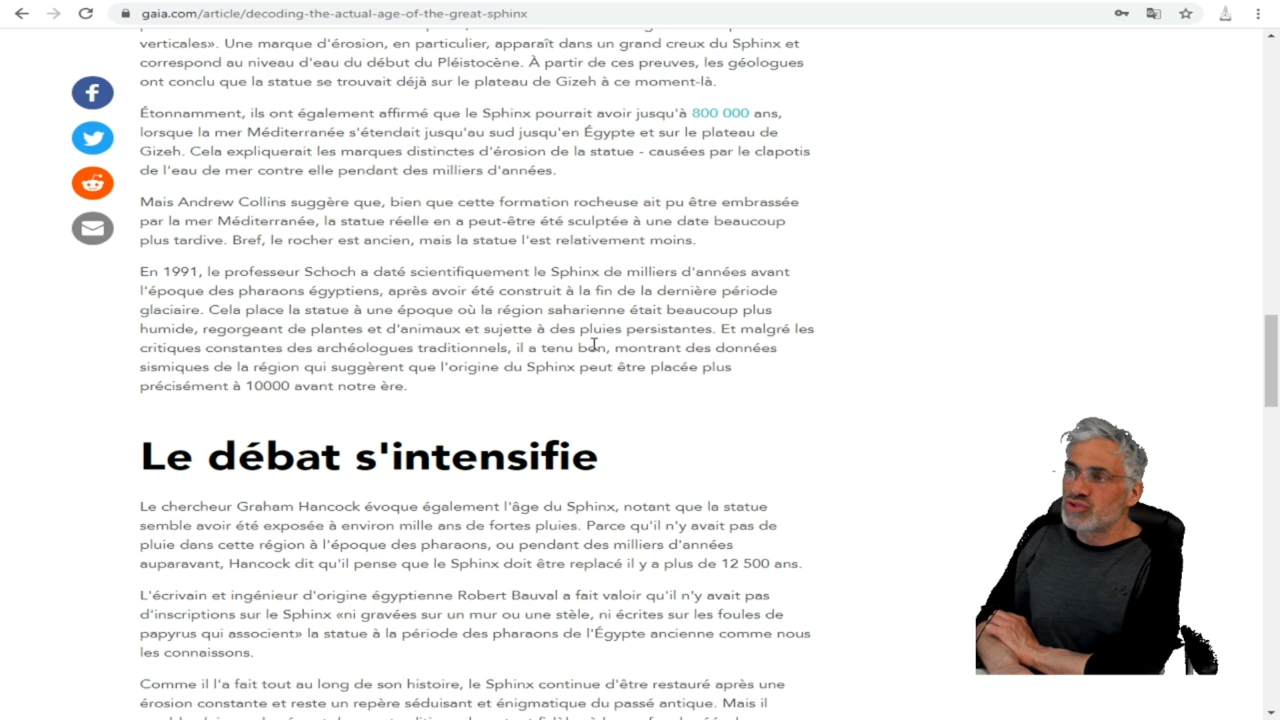 gaia.com/article/decoding-the-actual-age-of-the-great-sphinx
verticales». Une marque d'érosion, en particulier, apparaît dans un grand creux du Sphinx et
correspond au niveau d'eau du début du Pléistocène. À partir de ces preuves, les géologues
ont conclu que la statue se trouvait déjà sur le plateau de Gizeh à ce moment-là.
Étonnamment, ils ont également affirmé que le Sphinx pourrait avoir jusqu'à 800 000 ans,
lorsque la mer Méditerranée s'étendait jusqu'au sud jusqu'en Égypte et sur le plateau de
Gizeh. Cela expliquerait les marques distinctes d'érosion de la statue - causées par le clapotis
de l'eau de mer contre elle pendant des milliers d'années.
Mais Andrew Collins suggère que, bien que cette formation rocheuse ait pu être embrassée
par la mer Méditerranée, la statue réelle en a peut-être été sculptée à une date beaucoup
plus tardive. Bref, le rocher est ancien, mais la statue l'est relativement moins.
En 1991, le professeur Schoch a daté scientifiquement le Sphinx de milliers d'années avant
l'époque des pharaons égyptiens, après avoir été construit à la fin de la dernière période
glaciaire. Cela place la statue à une époque où la région saharienne était beaucoup plus
humide, regorgeant de plantes et d'animaux et sujette à des pluies persistantes. Et malgré les
critiques constantes des archéologues traditionnels, il a tenu bon, montrant des données
sismiques de la région qui suggèrent que l'origine du Sphinx peut être placée plus
précisément à 10000 avant notre ère.
Le débat s'intensifie
Le chercheur Graham Hancock évoque également l'âge du Sphinx, notant que la statue
semble avoir été exposée à environ mille ans de fortes pluies. Parce qu'il n'y avait pas de
pluie dans cette région à l'époque des pharaons, ou pendant des milliers d'années
auparavant, Hancock dit qu'il pense que le Sphinx doit être replacé il y a plus de 12 500 ans.
L'écrivain et ingénieur d'origine égyptienne Robert Bauval a fait valoir qu'il n'y avait pas
d'inscriptions sur le Sphinx «ni gravées sur un mur ou une stèle, ni écrites sur les foules de
papyrus qui associent» la statue à la période des pharaons de l'Égypte ancienne comme nous
les connaissons.
Comme il l'a fait tout au long de son histoire, le Sphinx continue d'être restauré après une
érosion constante et reste un repère séduisant et énigmatique du passé antique. Mais il